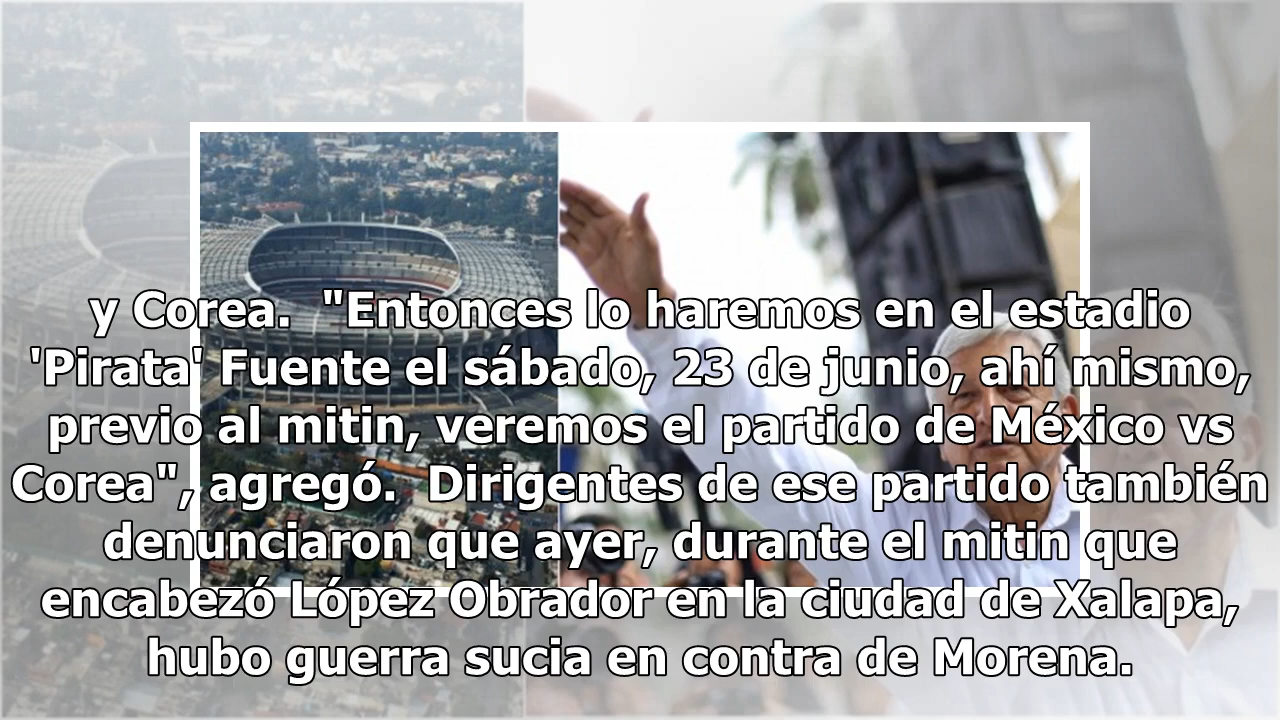 y Corea.  "Entonces lo haremos en el estadio
'Pirata' Fuente el sábado, 23 de junio, ahí mismo,
previo al mitin, veremos el partido de México vs
Corea", agregó.  Dirigentes de ese partido también
denunciaron que ayer, durante el mitin que
encabezó López Obrador en la ciudad de Xalapa,
hubo guerra sucia en contra de Morena.